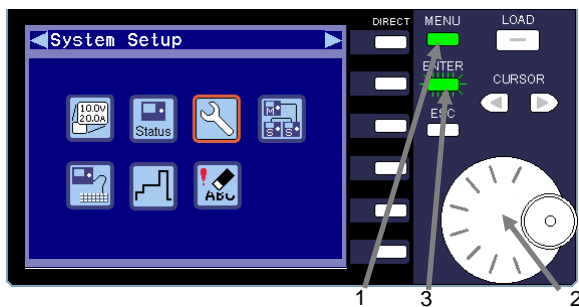 System Setup
DIRECT
MENU
LOAD
ENTER
CURSOR
ESC
10.0V
20.0A
Status
M
S
S
ABC
1
3
2